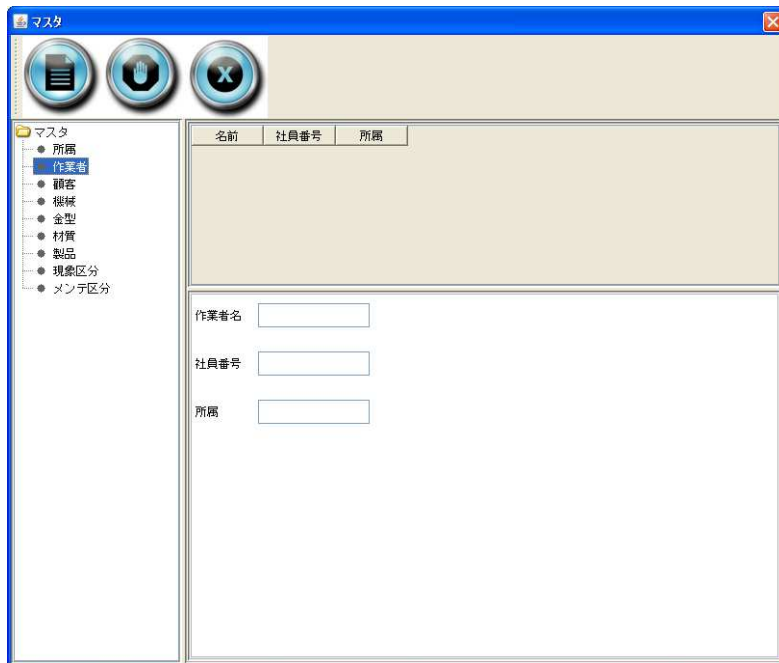 マスタ
X
マスタ
所属
作業者
顧客
機械
金型
材質
製品
現象区分
メンテ区分
名前 社員番号 所属
作業者名
社員番号
所属